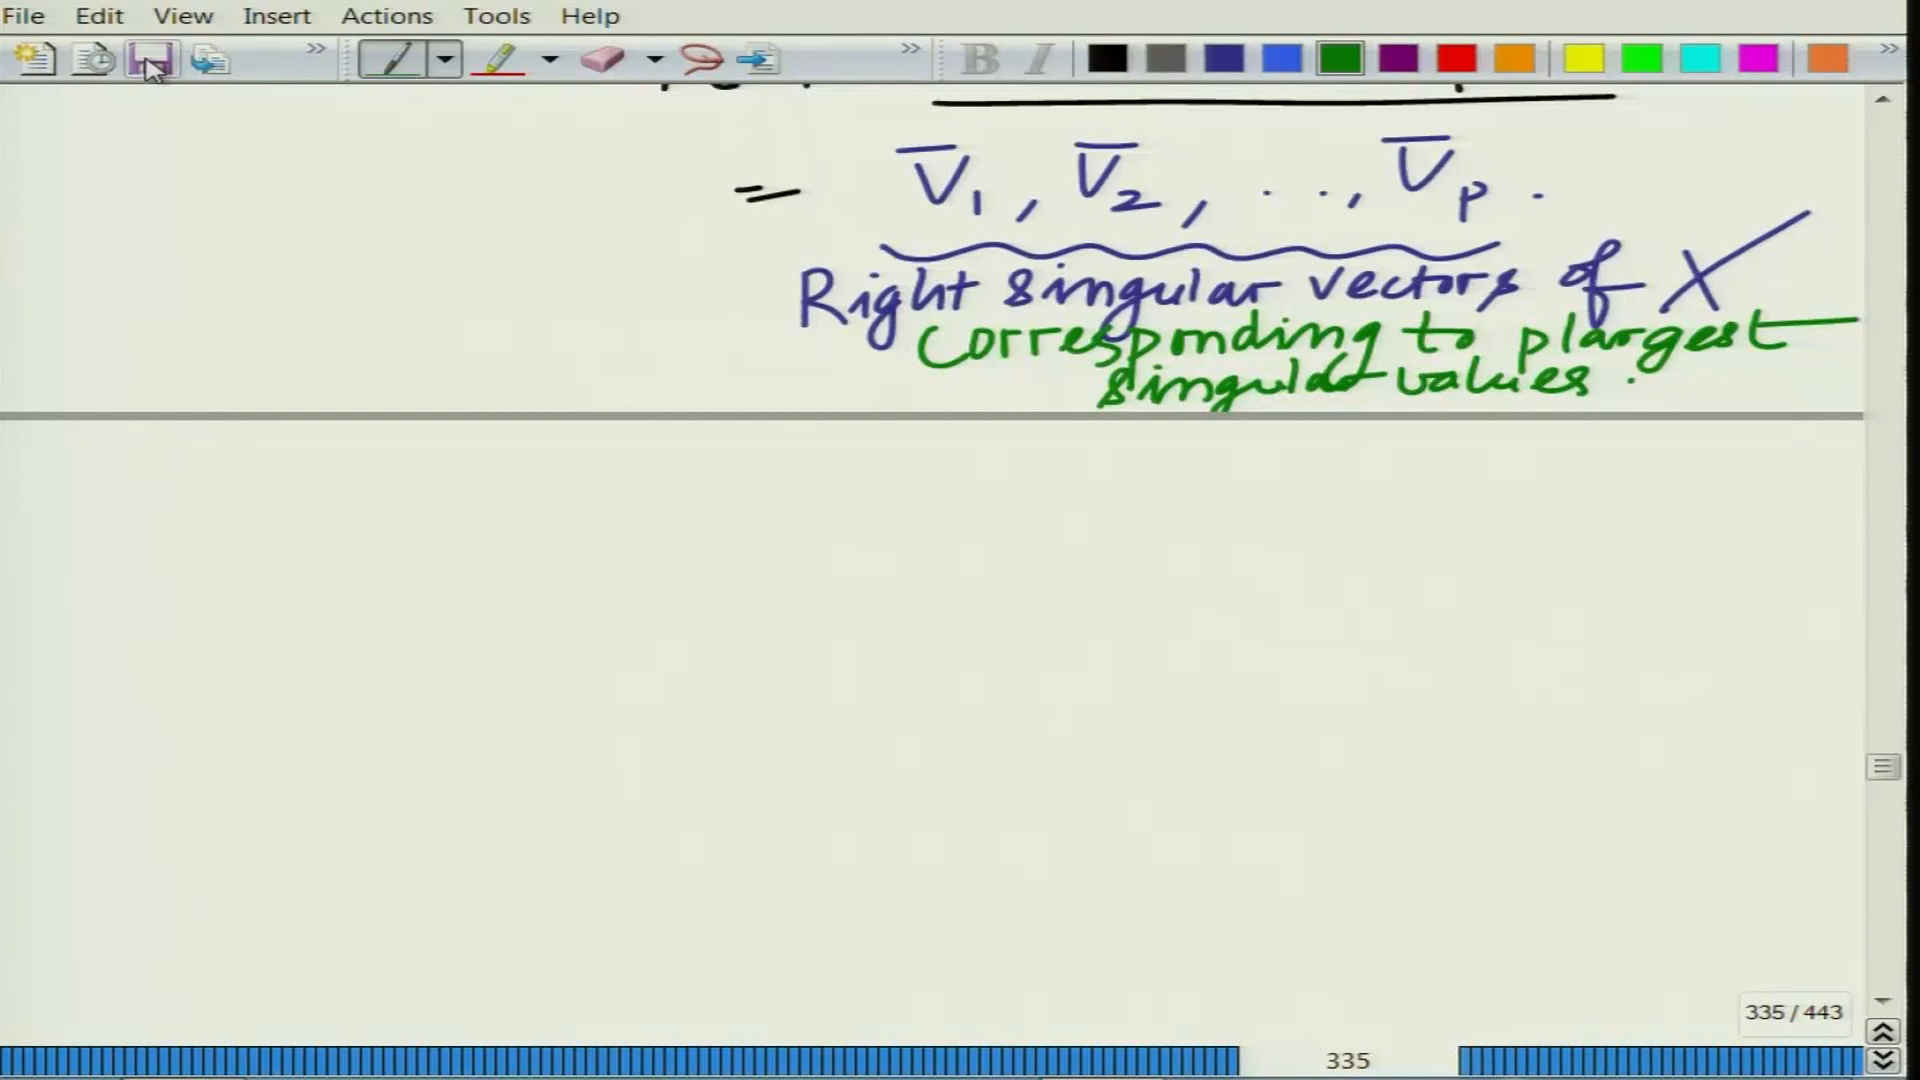 File Edit View Insert Actions Tools Help
B I
= V̅1, V̅2, . .., V̅p .
Right singular vectors of X
Corresponding to p largest
singular values .
335 / 443
335